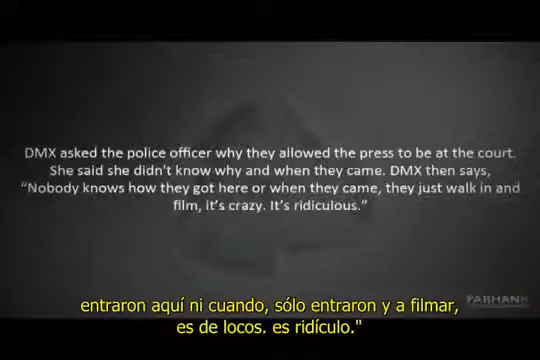 DMX asked the police officer why they allowed the press to be at the court.
She said she didn't know why and when they came. DMX then says,
“Nobody knows how they got here or when they came, they just walk in and
film, it's crazy. It's ridiculous.”
FARHANK
entraron aquí ni cuando, sólo entraron y a filmar,
es de locos. es ridículo."